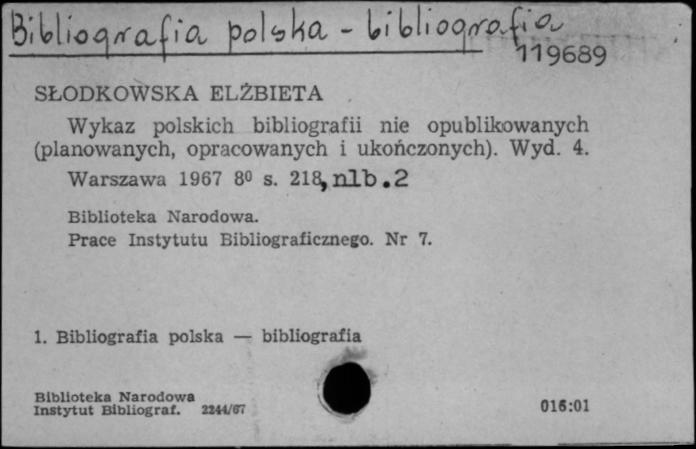 Bibliografia polska - bibliografia
119689
SŁODKOWSKA ELŻBIETA
Wykaz polskich bibliografii nie opublikowanych
(planowanych, opracowanych i ukończonych). Wyd. 4.
Warszawa 1967 8º s. 218, nlb.2
Biblioteka Narodowa.
Prace Instytutu Bibliograficznego. Nr 7.
1. Bibliografia polska — bibliografia
Biblioteka Narodowa
Instytut Bibliograf. 2244/67
016:01